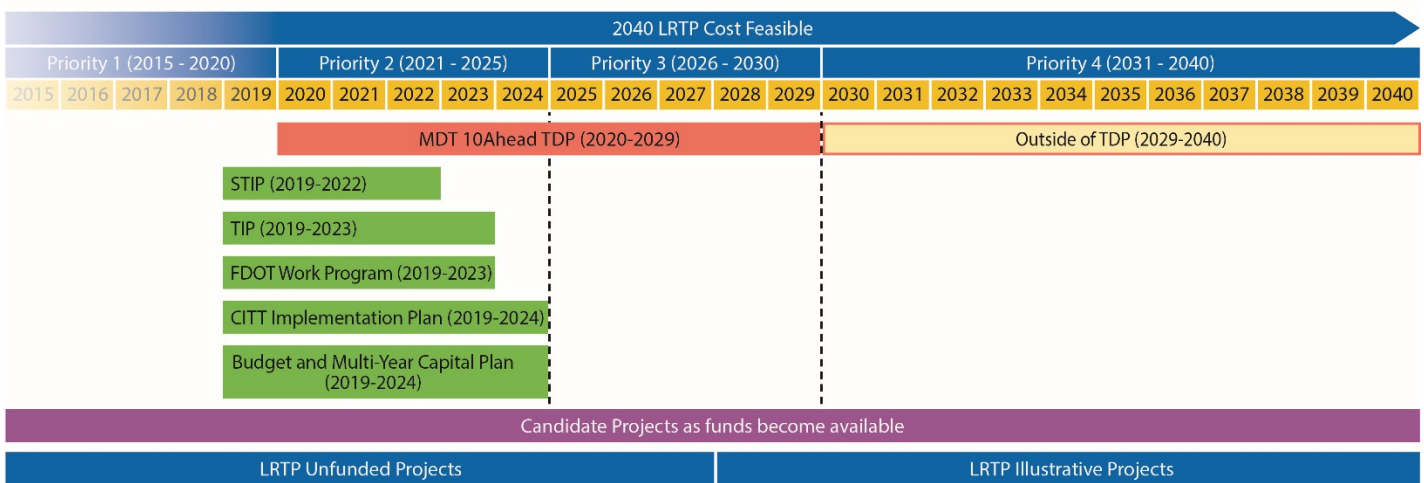 2040 LRTP Cost Feasible
Priority 1 (2015 - 2020) Priority 2 (2021 - 2025) Priority 3 (2026 - 2030) Priority 4 (2031 - 2040)
2015 2016 2017 2018 2019 2020 2021 2022 2023 2024 2025 2026 2027 2028 2029 2030 2031 2032 2033 2034 2035 2036 2037 2038 2039 2040
MDT 10Ahead TDP (2020-2029) Outside of TDP (2029-2040)
STIP (2019-2022)
TIP (2019-2023)
FDOT Work Program (2019-2023)
CITT Implementation Plan (2019-2024)
Budget and Multi-Year Capital Plan
(2019-2024)
Candidate Projects as funds become available
LRTP Unfunded Projects LRTP Illustrative Projects